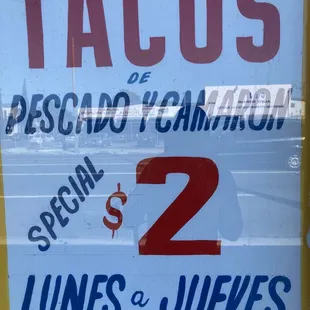 TACOS
DE
PESCADO Y CAMARON
SPECIAL
$2
LUNES a JUEVES